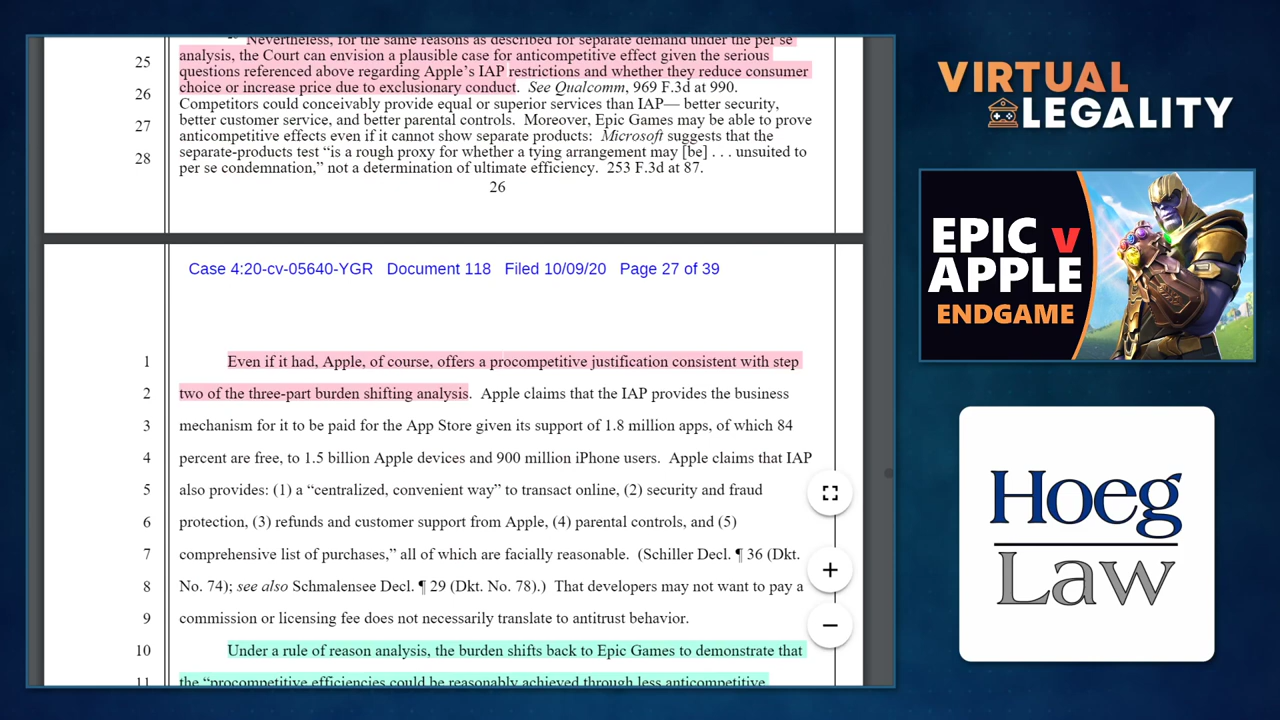 Nevertheless, for the same reasons as described for separate demand under the per se
25 analysis, the Court can envision a plausible case for anticompetitive effect given the serious
questions referenced above regarding Apple's IAP restrictions and whether they reduce consumer
26 choice or increase price due to exclusionary conduct. See Qualcomm, 969 F.3d at 990.
Competitors could conceivably provide equal or superior services than IAP— better security,
27 better customer service, and better parental controls. Moreover, Epic Games may be able to prove
anticompetitive effects even if it cannot show separate products: Microsoft suggests that the
28 separate-products test “is a rough proxy for whether a tying arrangement may [be] . . . unsuited to
per se condemnation,” not a determination of ultimate efficiency. 253 F.3d at 87.
26
Case 4:20-cv-05640-YGR Document 118 Filed 10/09/20 Page 27 of 39
1 Even if it had, Apple, of course, offers a procompetitive justification consistent with step
2 two of the three-part burden shifting analysis. Apple claims that the IAP provides the business
3 mechanism for it to be paid for the App Store given its support of 1.8 million apps, of which 84
4 percent are free, to 1.5 billion Apple devices and 900 million iPhone users. Apple claims that IAP
5 also provides: (1) a “centralized, convenient way” to transact online, (2) security and fraud
6 protection, (3) refunds and customer support from Apple, (4) parental controls, and (5)
7 comprehensive list of purchases,” all of which are facially reasonable. (Schiller Decl. ¶ 36 (Dkt.
8 No. 74); see also Schmalensee Decl. ¶ 29 (Dkt. No. 78).) That developers may not want to pay a
9 commission or licensing fee does not necessarily translate to antitrust behavior.
10 Under a rule of reason analysis, the burden shifts back to Epic Games to demonstrate that
11 the “procompetitive efficiencies could be reasonably achieved through less anticompetitive
VIRTUAL
LEGALITY
EPIC v
APPLE
ENDGAME
Hoeg
Law